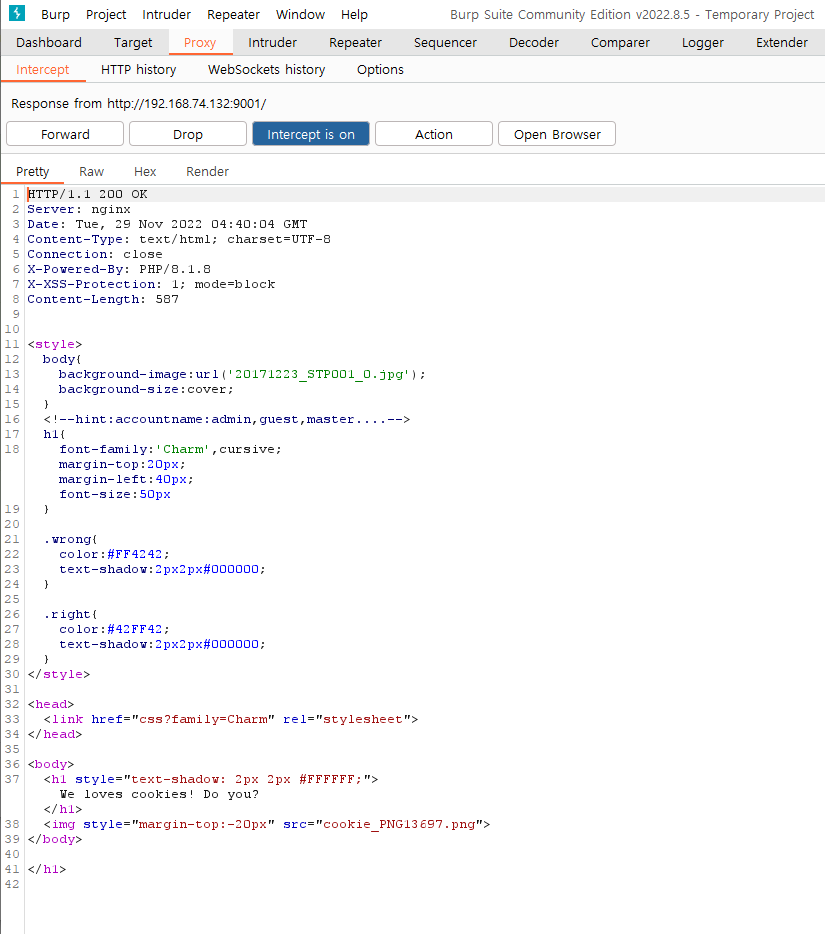 Burp Project Intruder Repeater Window Help Burp Suite Community Edition v2022.8.5 - Temporary Project
Dashboard Target Proxy Intruder Repeater Sequencer Decoder Comparer Logger Extender
Intercept HTTP history WebSockets history Options
Response from http://192.168.74.132:9001/
Forward Drop Intercept is on Action Open Browser
Pretty Raw Hex Render
1 HTTP/1.1 200 OK
2 Server: nginx
3 Date: Tue, 29 Nov 2022 04:40:04 GMT
4 Content-Type: text/html; charset=UTF-8
5 Connection: close
6 X-Powered-By: PHP/8.1.8
7 X-XSS-Protection: 1; mode=block
8 Content-Length: 587
9
10
11 <style>
12 body{
13 background-image:url('20171223_STP001_0.jpg');
14 background-size:cover;
15 }
16 <!--hint:accountname:admin,guest,master....-->
17 h1{
18 font-family:'Charm',cursive;
margin-top:20px;
margin-left:40px;
font-size:50px
19 }
20
21 .wrong{
22 color:#FF4242;
23 text-shadow:2px2px#000000;
24 }
25
26 .right{
27 color:#42FF42;
28 text-shadow:2px2px#000000;
29 }
30 </style>
31
32 <head>
33 <link href="css?family=Charm" rel="stylesheet">
34 </head>
35
36 <body>
37 <h1 style="text-shadow: 2px 2px #FFFFFF;">
We loves cookies! Do you?
</h1>
38 <img style="margin-top:-20px" src="cookie_PNG13697.png">
39 </body>
40
41 </h1>
42